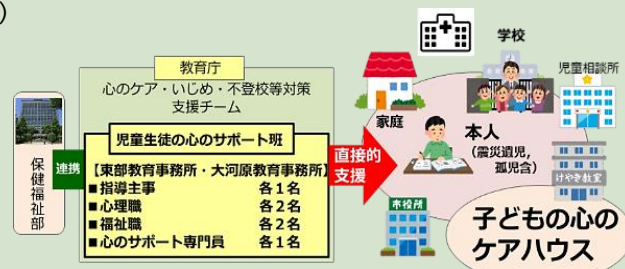 )
教育庁
心のケア・いじめ・不登校等対策
支援チーム
児童生徒の心のサポート班
【東部教育事務所・大河原教育事務所】
■指導主事 各1名
■心理職 各2名
■福祉職 各2名
■心のサポート専門員 各1名
保健福祉部
連携
直接的
支援
学校
児童相談所
家庭
本人
(震災遺児,
孤児含)
けやき教室
市役所
子どもの心の
ケアハウス